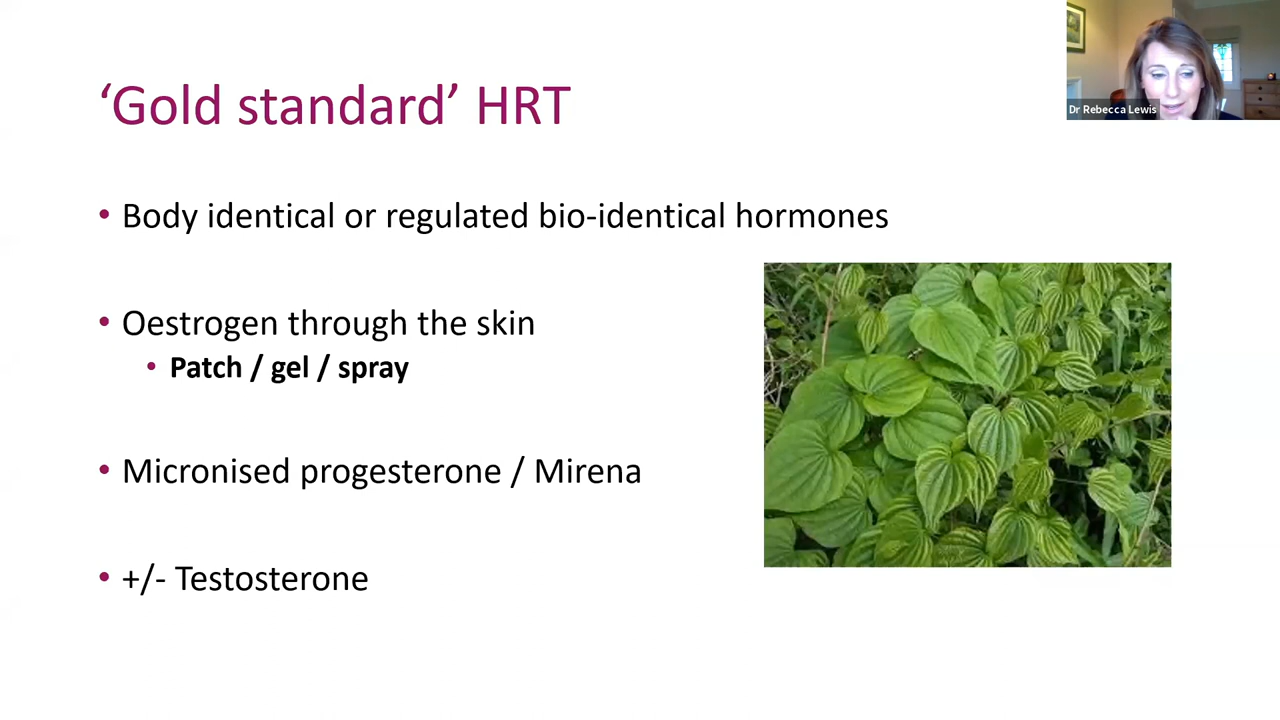 ‘Gold standard’ HRT
Dr Rebecca Lewis
• Body identical or regulated bio-identical hormones
• Oestrogen through the skin
• Patch / gel / spray
• Micronised progesterone / Mirena
• +/- Testosterone